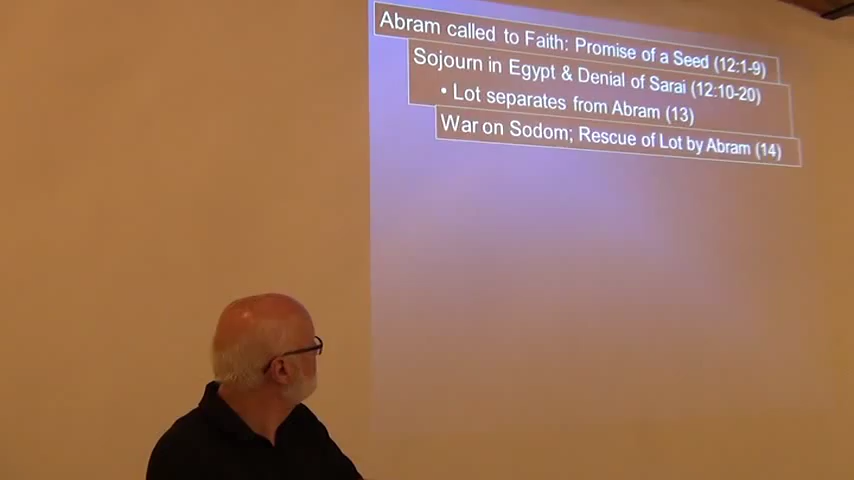 Abram called to Faith: Promise of a Seed (12:1-9)
Sojourn in Egypt & Denial of Sarai (12:10-20)
• Lot separates from Abram (13)
War on Sodom; Rescue of Lot by Abram (14)